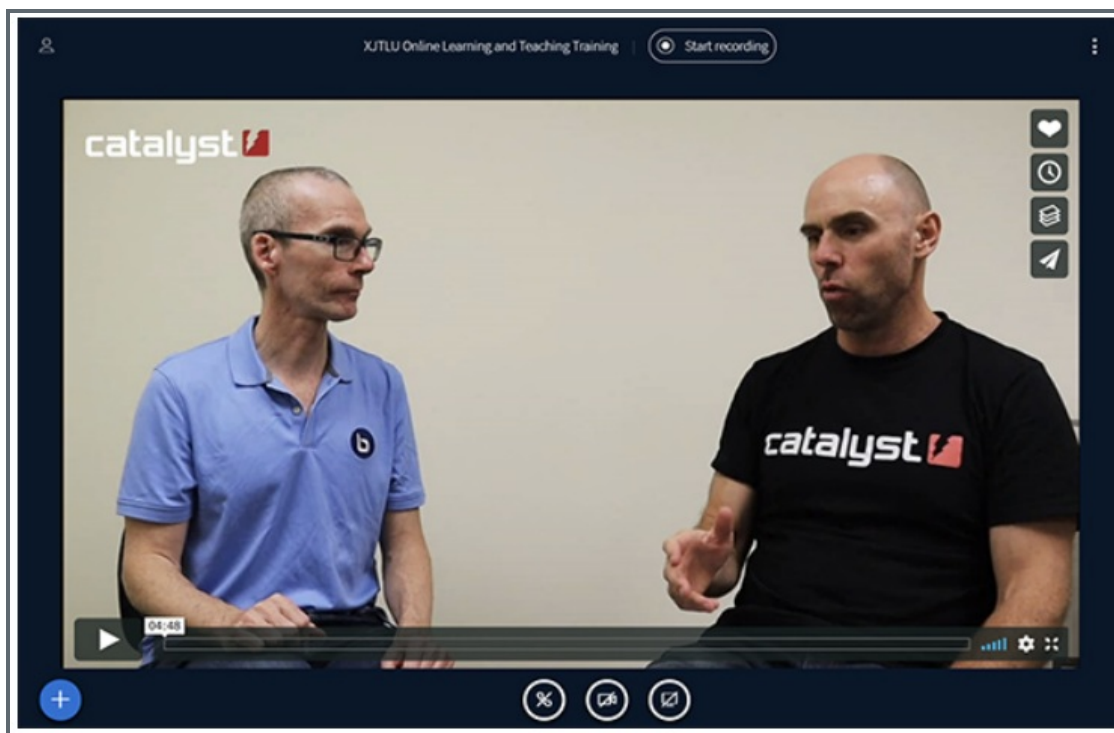 XJTLU Online Learning and Teaching Training
Start recording
catalyst
b
catalyst
04:48